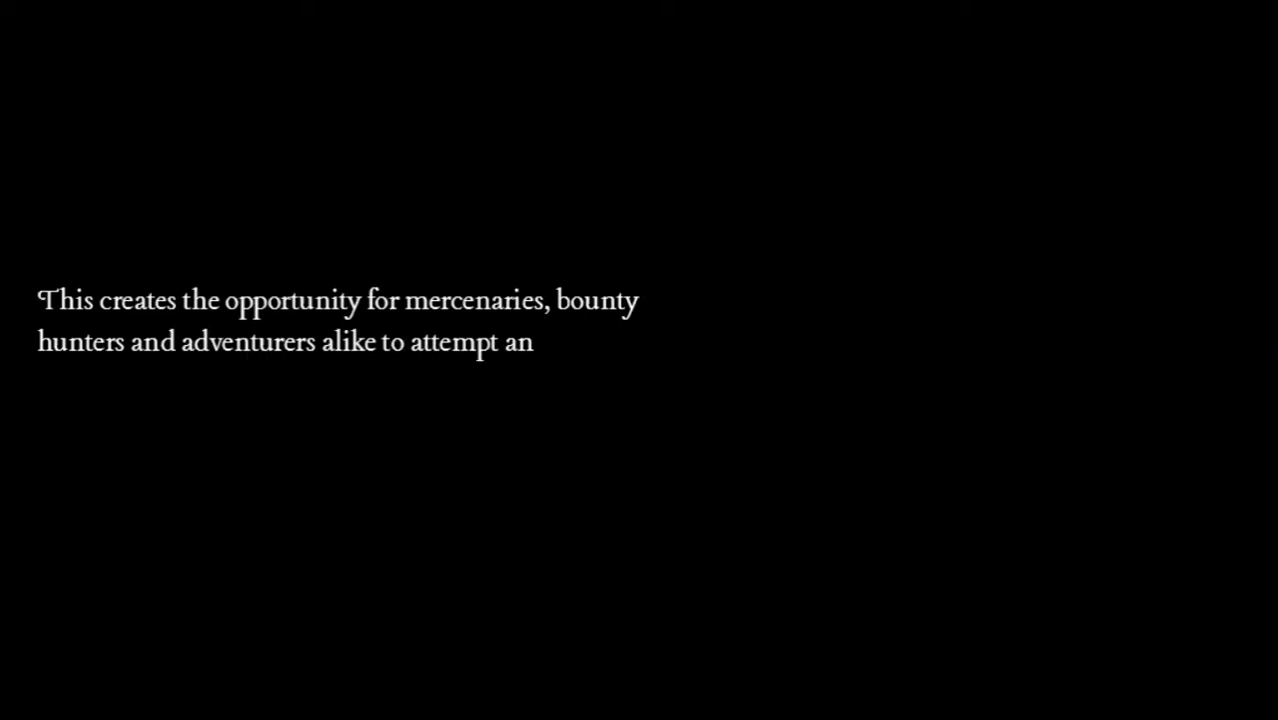 This creates the opportunity for mercenaries, bounty
hunters and adventurers alike to attempt an